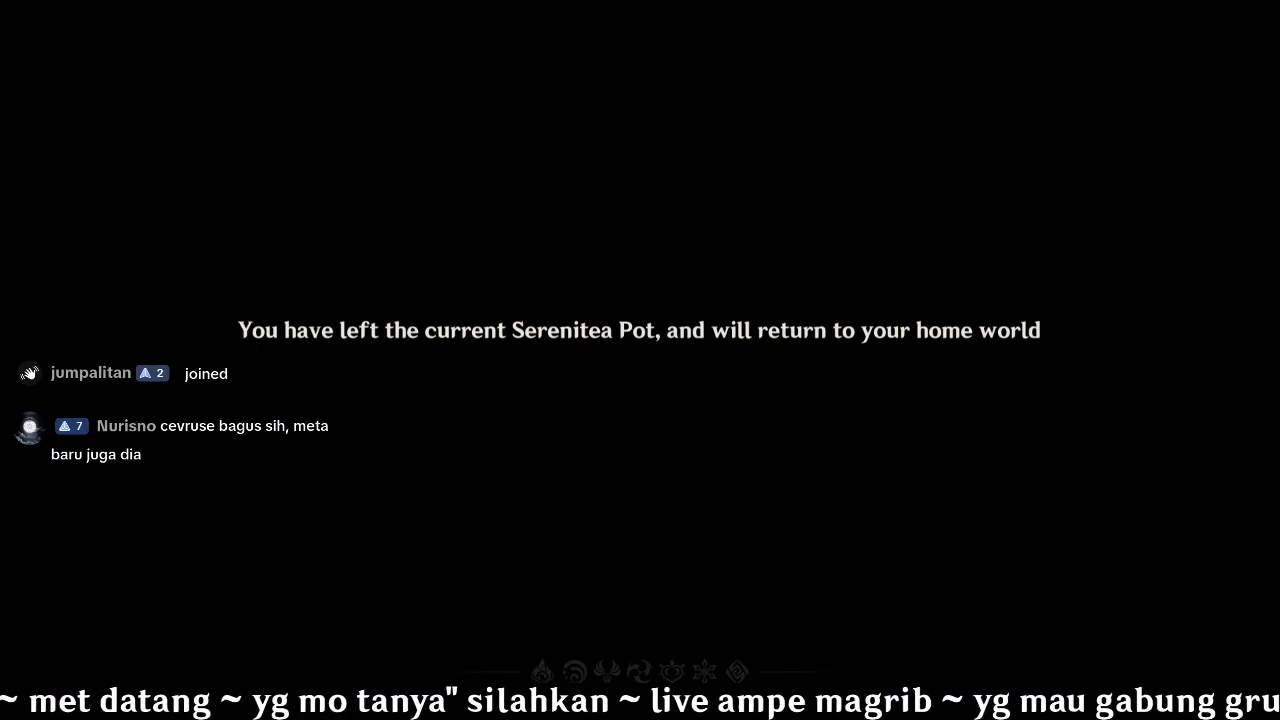 You have left the current Serenitea Pot, and will return to your home world
jumpalitan 2 joined
7 Nurisno cevruse bagus sih, meta
baru juga dia
~ met datang ~ yg mo tanya" silahkan ~ live ampe magrib ~ yg mau gabung gru